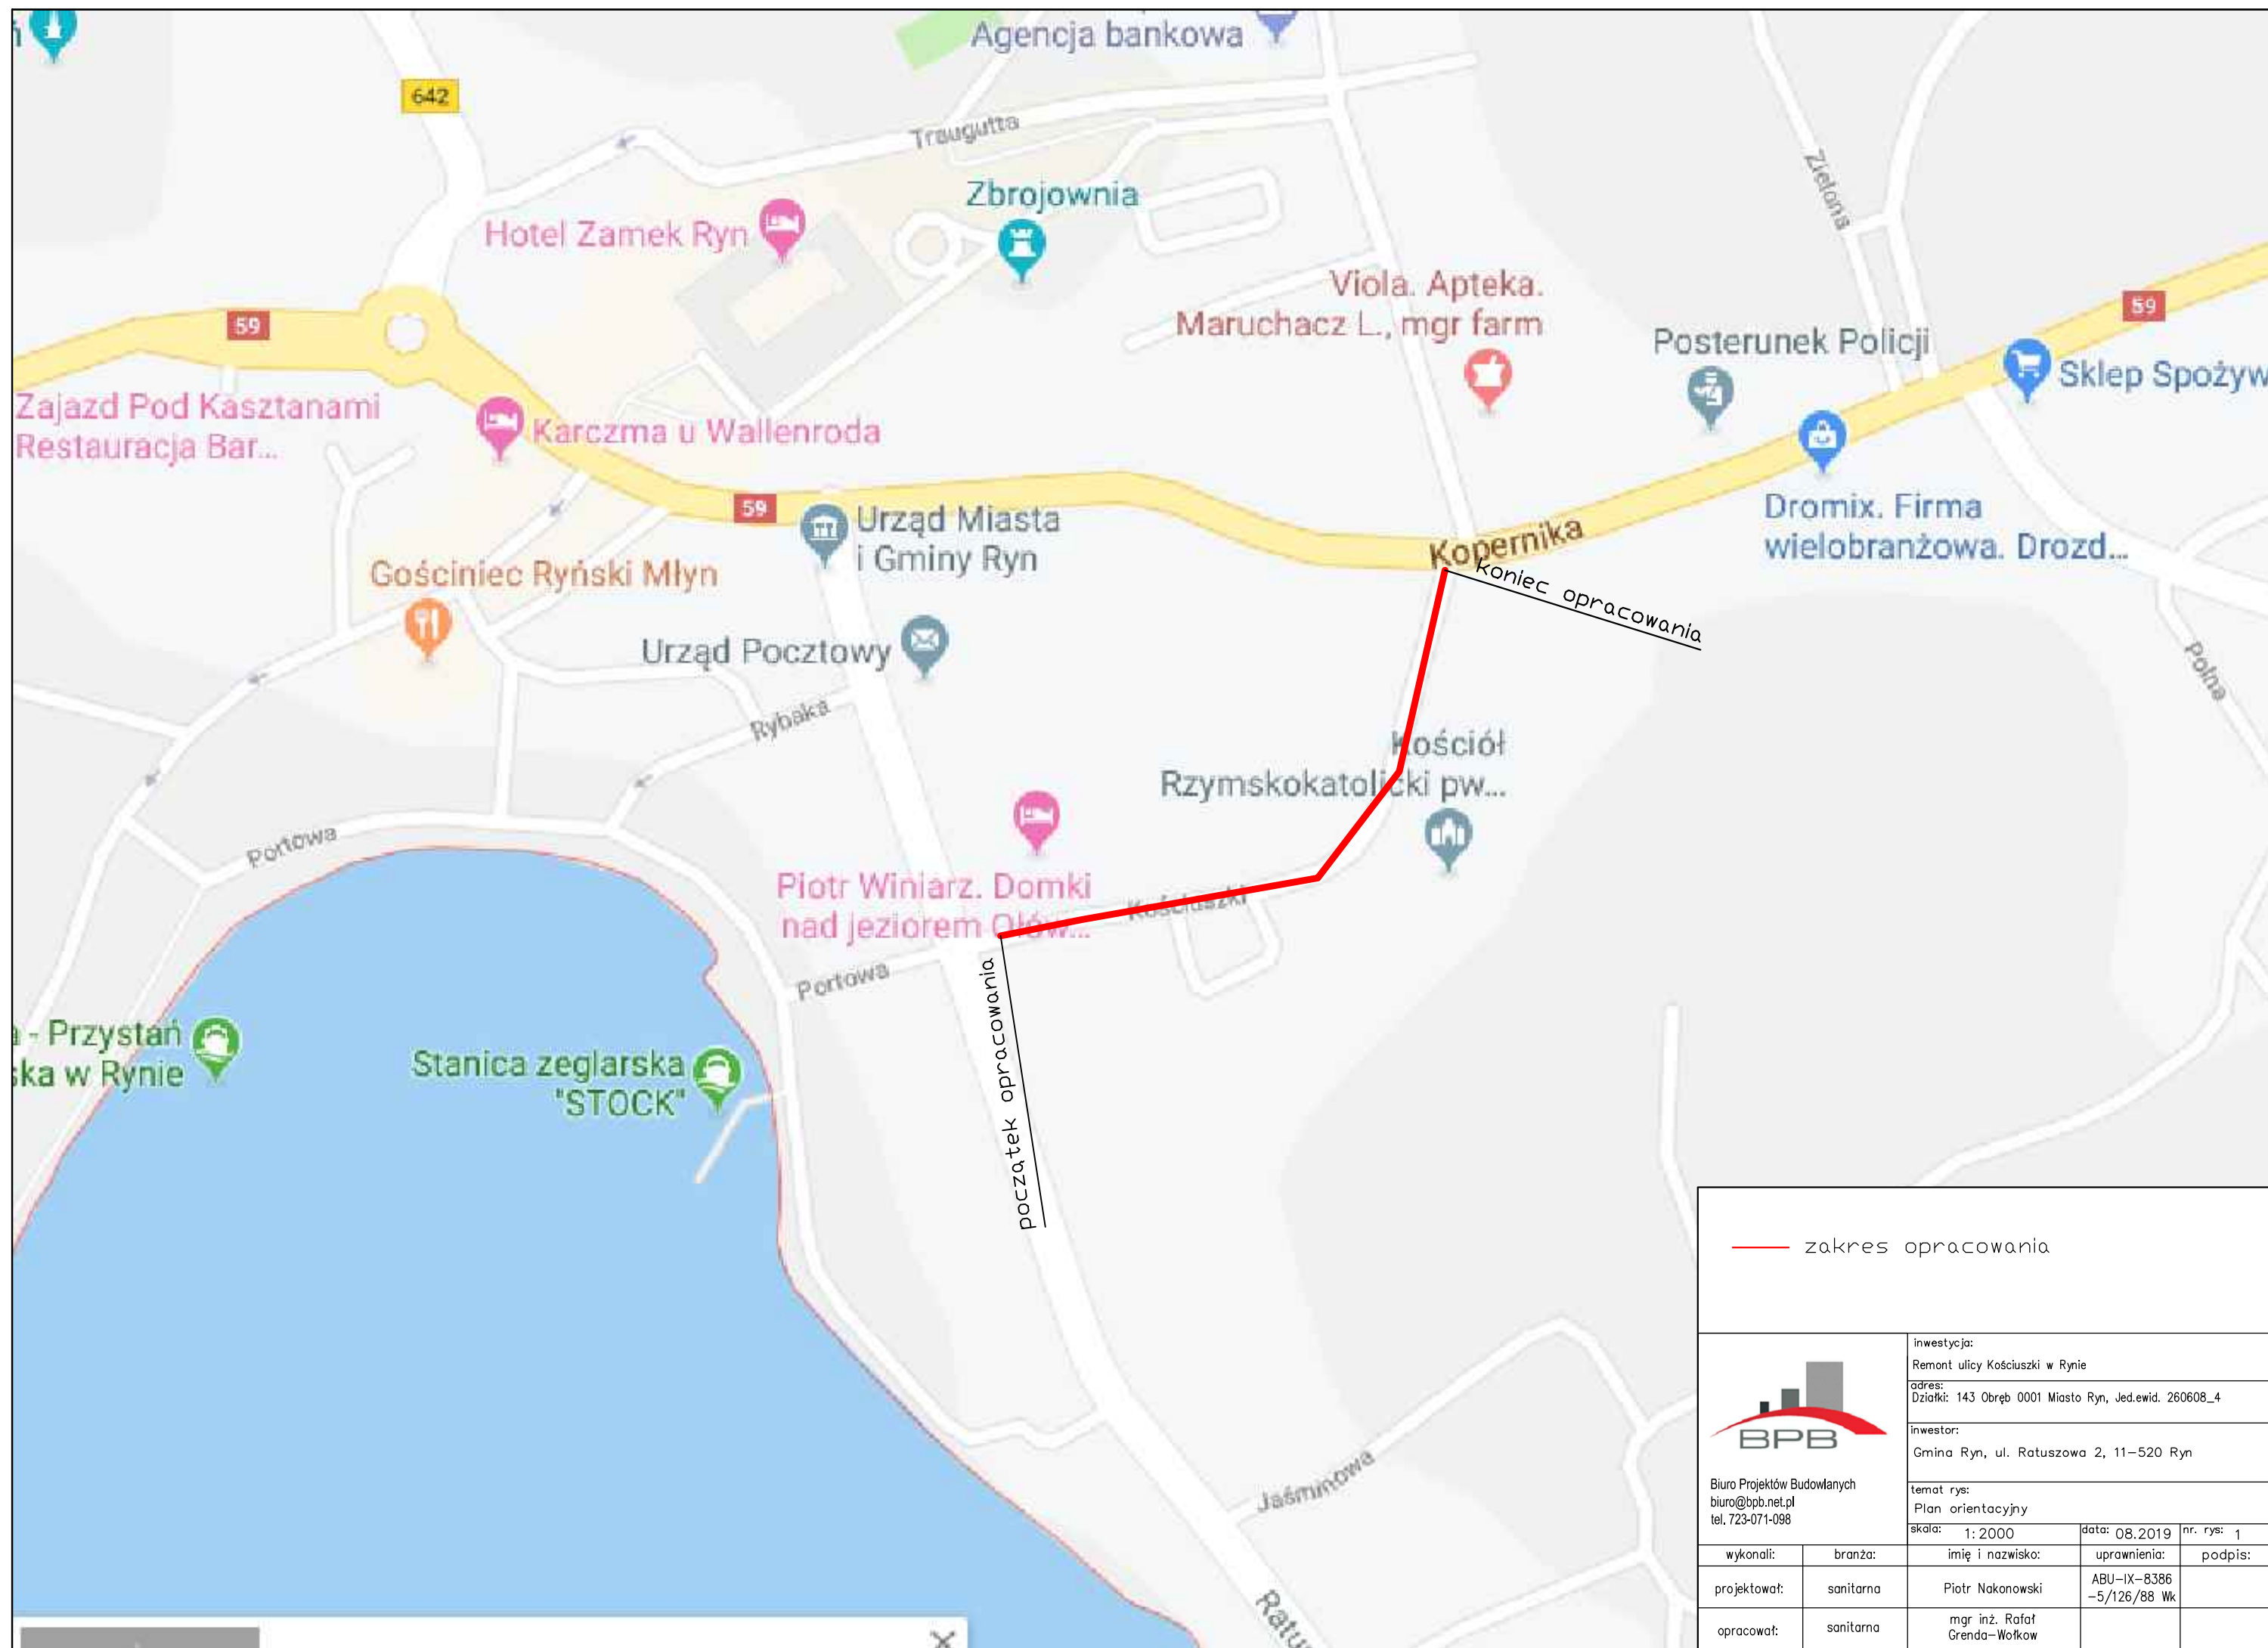 Agencja bankowa
642
Traugutta
Zbrojownia
Zielona
Hotel Zamek Ryn
59
Viola. Apteka.
Maruchacz L., mgr farm
59
Posterunek Policji
Sklep Spożyw
Zajazd Pod Kasztanami
Restauracja Bar...
Karczma u Wallenroda
59
Urząd Miasta
i Gminy Ryn
Kopernika
Dromix. Firma
wielobranżowa. Drozd...
koniec opracowania
Gościniec Ryński Młyn
Urząd Pocztowy
Polna
Rybaka
Kościół
Rzymskokatolicki pw...
Portowa
Piotr Winiarz. Domki
nad jeziorem Ołów...
Kościuszki
Portowa
początek opracowania
- Przystań
ska w Rynie
Stanica zeglarska
"STOCK"
Jaśminowa
Ratu
zakres opracowania
BPB
Biuro Projektów Budowlanych
biuro@bpb.net.pl
tel. 723-071-098
inwestycja:
Remont ulicy Kościuszki w Rynie
adres:
Działki: 143 Obręb 0001 Miasto Ryn, Jed.ewid. 260608_4
inwestor:
Gmina Ryn, ul. Ratuszowa 2, 11-520 Ryn
temat rys:
Plan orientacyjny
skala: 1:2000 data: 08.2019 nr. rys: 1
wykonali: branża: imię i nazwisko: uprawnienia: podpis:
projektował: sanitarna Piotr Nakonowski ABU-IX-8386
-5/126/88 Wk
opracował: sanitarna mgr inż. Rafał
Grenda-Wołkow